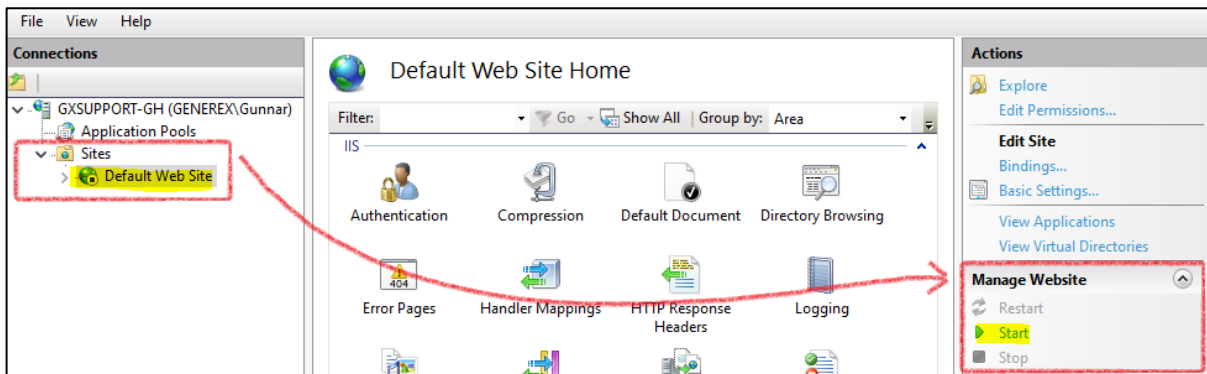 File View Help
Connections
GXSUPPORT-GH (GENEREX\Gunnar)
Application Pools
Sites
Default Web Site
Default Web Site Home
Filter: Go Show All Group by: Area
IIS
Authentication Compression Default Document Directory Browsing
404
Error Pages Handler Mappings HTTP Response Logging
Headers
Actions
Explore
Edit Permissions...
Edit Site
Bindings...
Basic Settings...
View Applications
View Virtual Directories
Manage Website
Restart
Start
Stop